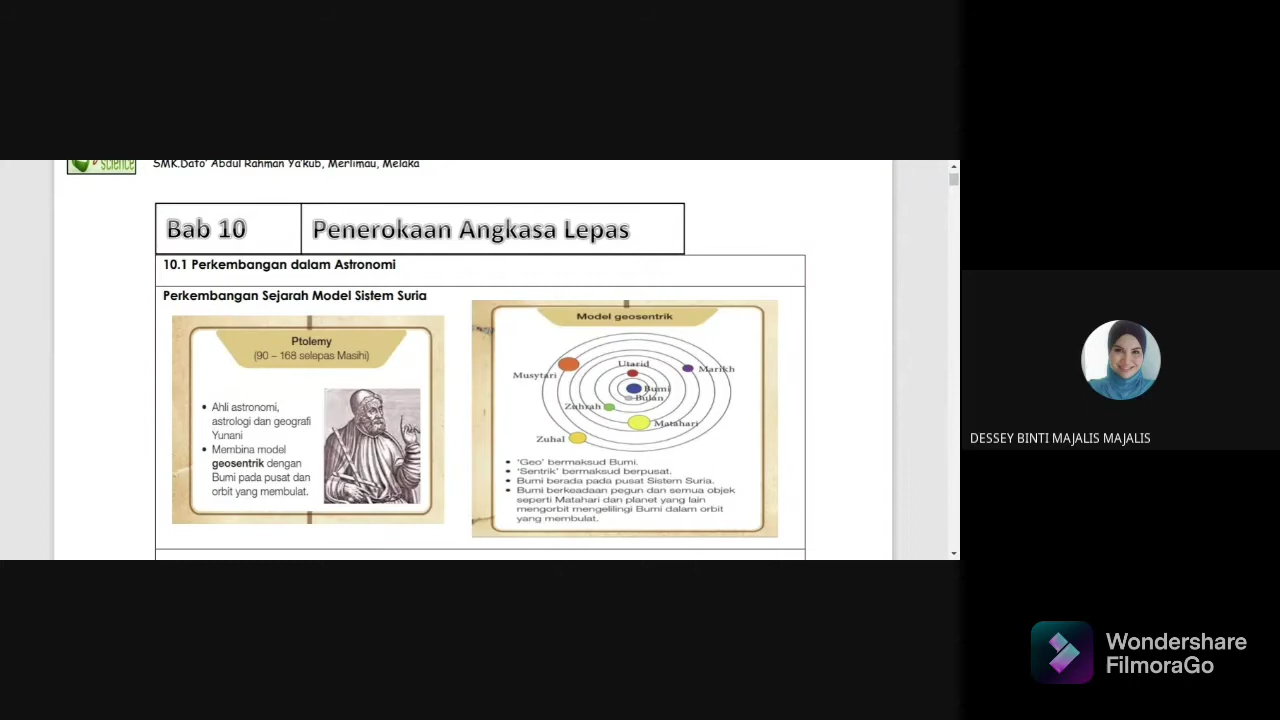 Science
SMK.Dato' Abdul Rahman Ya'kub, Merlimau, Melaka
Bab 10
Penerokaan Angkasa Lepas
10.1 Perkembangan dalam Astronomi
Perkembangan Sejarah Model Sistem Suria
Ptolemy
(90 – 168 selepas Masihi)
• Ahli astronomi,
astrologi dan geografi
Yunani
• Membina model
geosentrik dengan
Bumi pada pusat dan
orbit yang membulat.
Model geosentrik
Utarid
Marikh
Musytari
Bumi
Bulan
Zuhrah
Matahari
Zuhal
• 'Geo' bermaksud Bumi.
• 'Sentrik' bermaksud berpusat.
• Bumi berada pada pusat Sistem Suria.
• Bumi berkeadaan pegun dan semua objek
seperti Matahari dan planet yang lain
mengorbit mengelilingi Bumi dalam orbit
yang membulat.
DESSEY BINTI MAJALIS MAJALIS
Wondershare
FilmoraGo